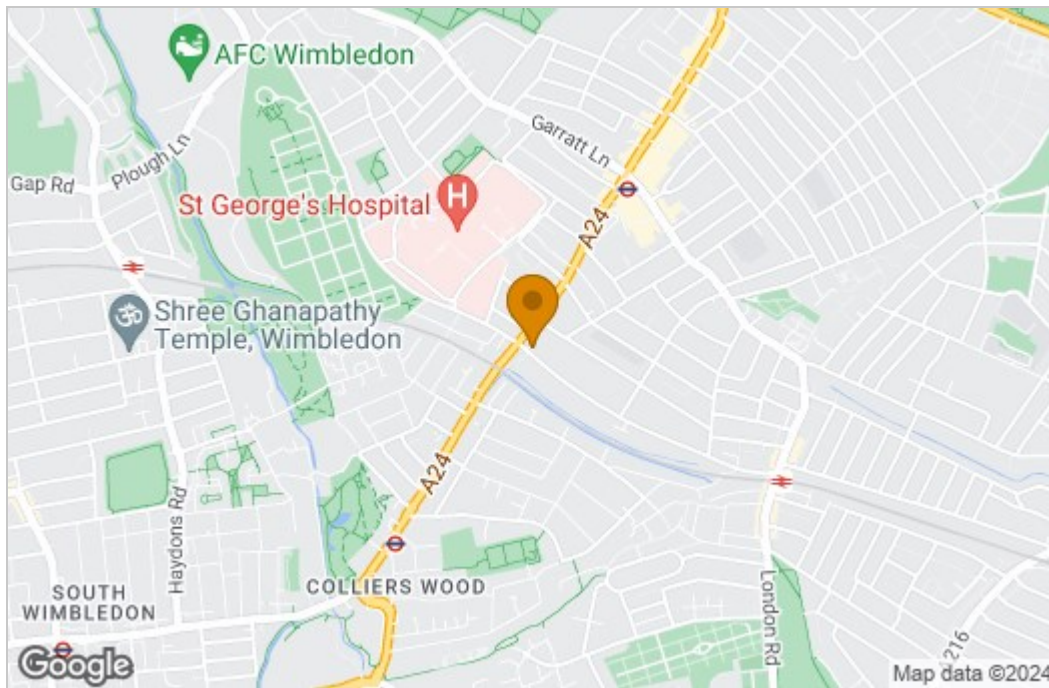 AFC Wimbledon
Garratt Ln
Plough Ln
Gap Rd
St George's Hospital
H
A24
Shree Ghanapathy
Temple, Wimbledon
ॐ
A24
Haydons Rd
SOUTH
WIMBLEDON
COLLIERS WOOD
London Rd
216
Google
Map data ©2024